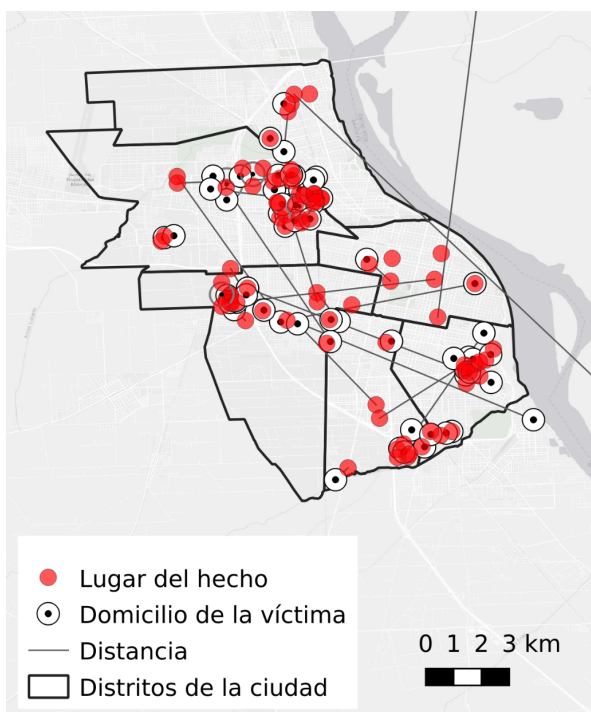 Lugar del hecho
Domicilio de la víctima
Distancia
Distritos de la ciudad
0 1 2 3 km